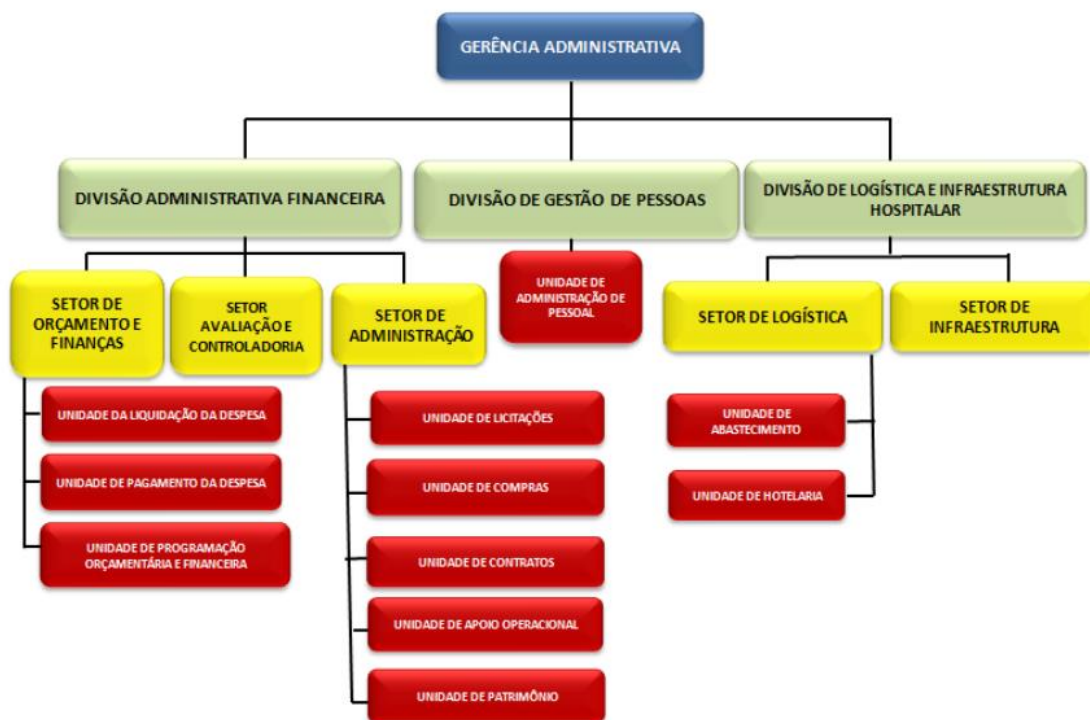 GERÊNCIA ADMINISTRATIVA
DIVISÃO ADMINISTRATIVA FINANCEIRA
DIVISÃO DE GESTÃO DE PESSOAS
DIVISÃO DE LOGÍSTICA E INFRAESTRUTURA
HOSPITALAR
SETOR DE
ORÇAMENTO E
FINANÇAS
SETOR
AVALIAÇÃO E
CONTROLADORIA
SETOR DE
ADMINISTRAÇÃO
UNIDADE DE
ADMINISTRAÇÃO DE
PESSOAL
SETOR DE LOGÍSTICA
SETOR DE
INFRAESTRUTURA
UNIDADE DA LIQUIDAÇÃO DA DESPESA
UNIDADE DE PAGAMENTO DA DESPESA
UNIDADE DE PROGRAMAÇÃO
ORÇAMENTÁRIA E FINANCEIRA
UNIDADE DE LICITAÇÕES
UNIDADE DE COMPRAS
UNIDADE DE CONTRATOS
UNIDADE DE APOIO OPERACIONAL
UNIDADE DE PATRIMÔNIO
UNIDADE DE
ABASTECIMENTO
UNIDADE DE HOTELARIA